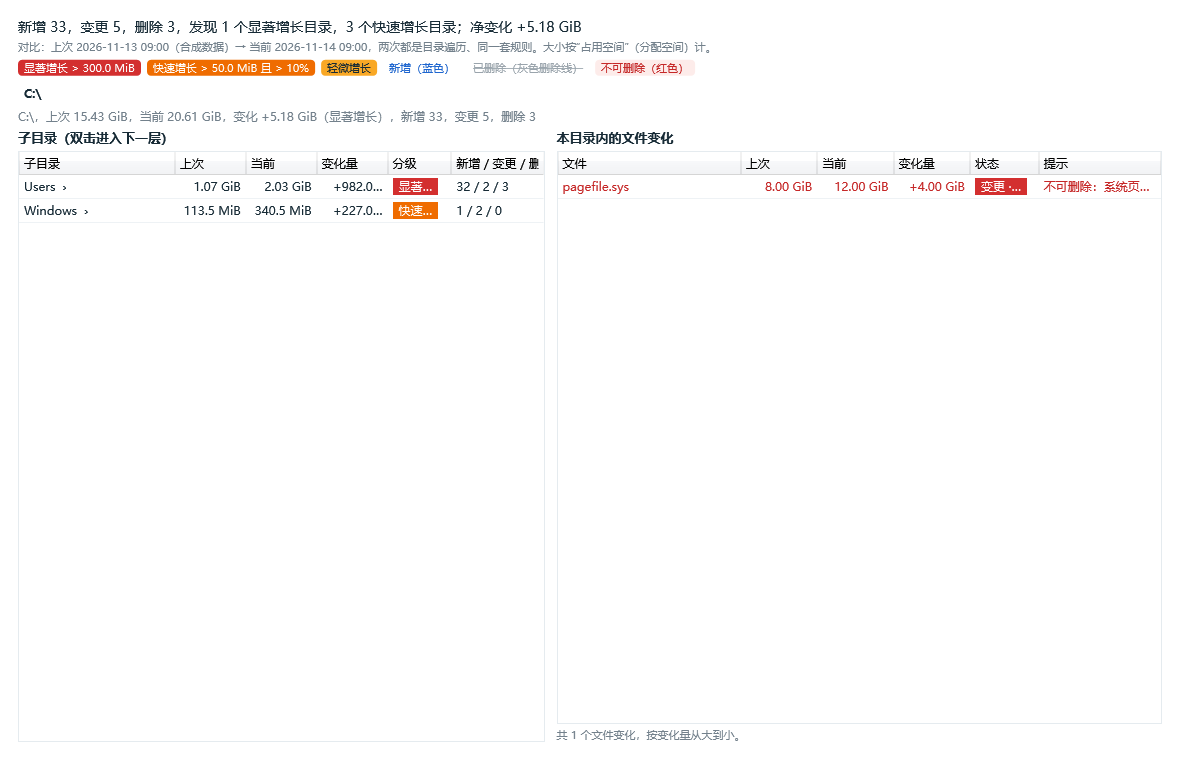 新增 33，变更 5，删除 3，发现 1 个显著增长目录，3 个快速增长目录；净变化 +5.18 GiB
对比：上次 2026-11-13 09:00（合成数据）→ 当前 2026-11-14 09:00，两次都是目录遍历、同一套规则。大小按“占用空间”（分配空间）计。
显著增长 > 300.0 MiB 快速增长 > 50.0 MiB 且 > 10% 轻微增长 新增（蓝色） 已删除（灰色删除线） 不可删除（红色）
C:\
C:\，上次 15.43 GiB，当前 20.61 GiB，变化 +5.18 GiB（显著增长），新增 33，变更 5，删除 3
子目录（双击进入下一层）
子目录 上次 当前 变化量 分级 新增 / 变更 / 删
Users › 1.07 GiB 2.03 GiB +982.0... 显著... 32 / 2 / 3
Windows › 113.5 MiB 340.5 MiB +227.0... 快速... 1 / 2 / 0
本目录内的文件变化
文件 上次 当前 变化量 状态 提示
pagefile.sys 8.00 GiB 12.00 GiB +4.00 GiB 变更 ·... 不可删除：系统页...
共 1 个文件变化，按变化量从大到小。